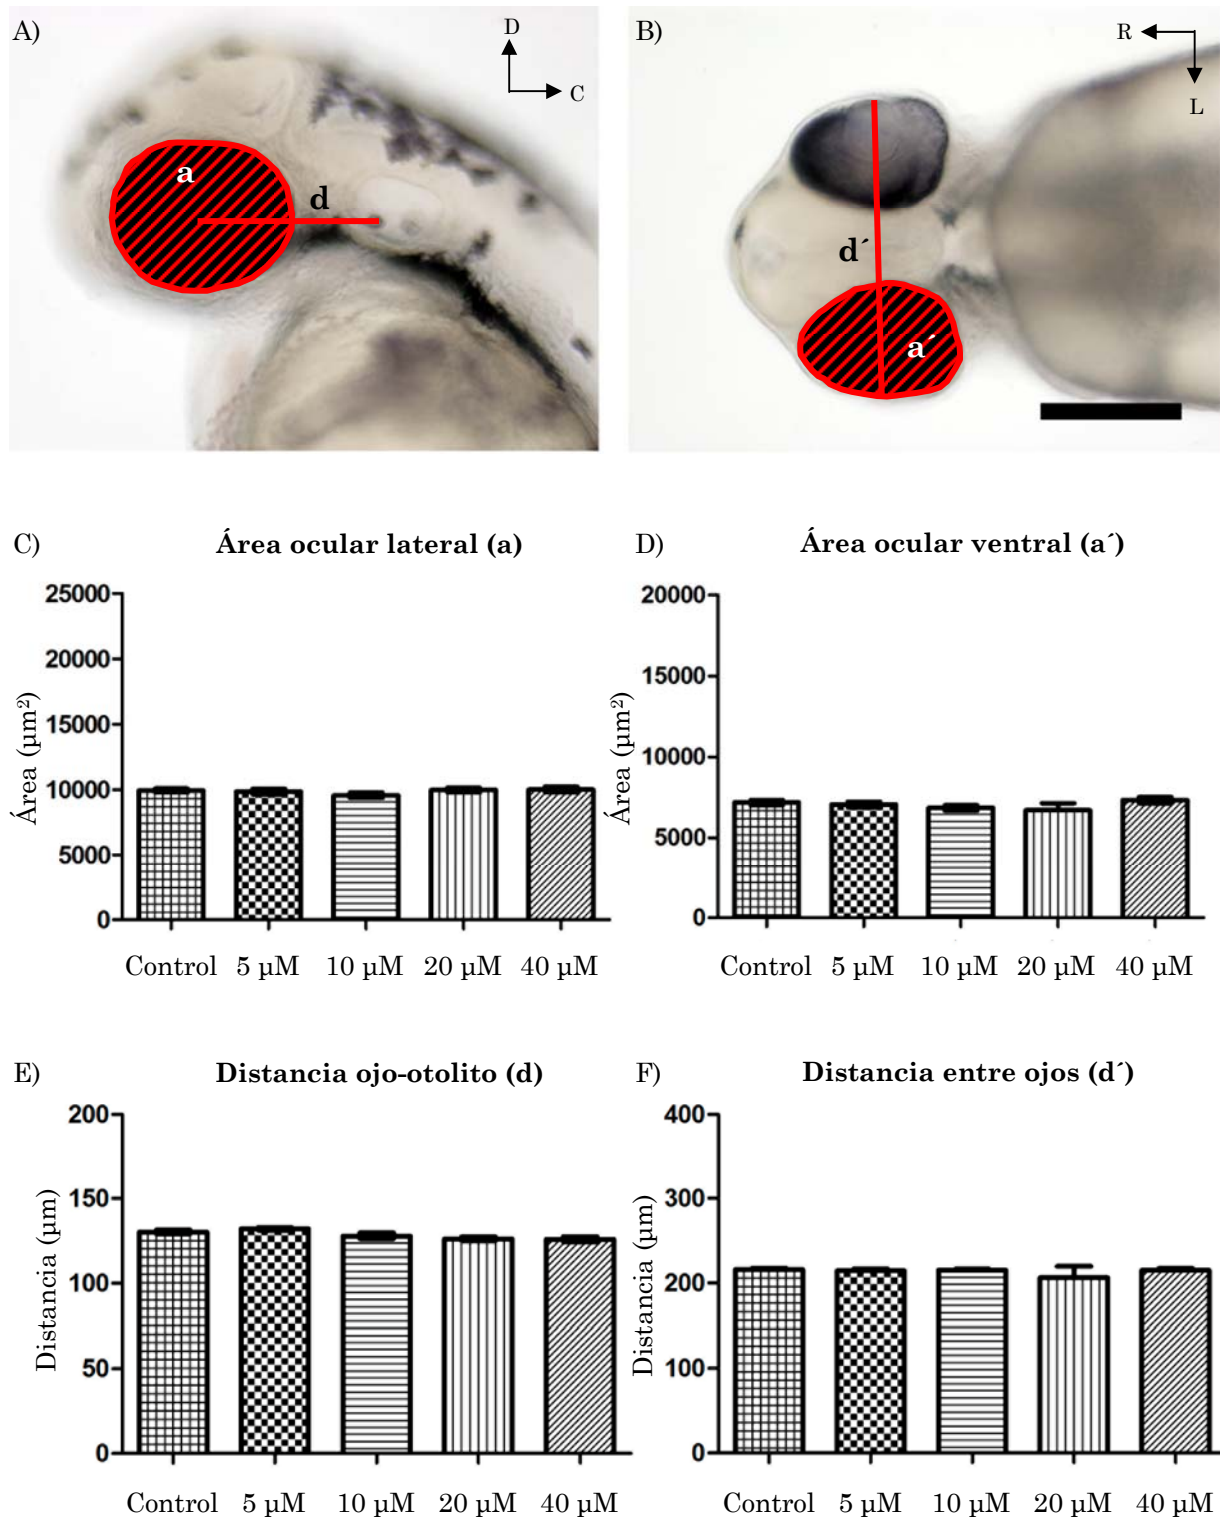 A)
D
C
a
d
B)
R
L
d´
a´
C)
Área ocular lateral (a)
Área (µm²)
25000
20000
15000
10000
5000
0
Control 5 µM 10 µM 20 µM 40 µM
D)
Área ocular ventral (a´)
Área (µm²)
20000
15000
10000
5000
0
Control 5 µM 10 µM 20 µM 40 µM
E)
Distancia ojo-otolito (d)
Distancia (µm)
200
150
100
50
0
Control 5 µM 10 µM 20 µM 40 µM
F)
Distancia entre ojos (d´)
Distancia (µm)
400
300
200
100
0
Control 5 µM 10 µM 20 µM 40 µM